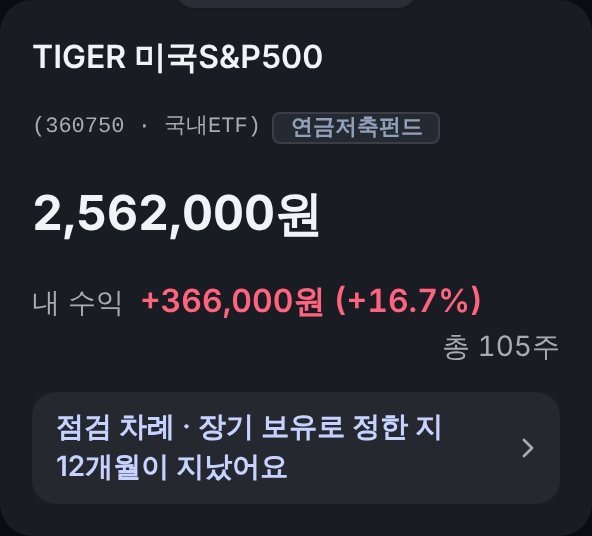 TIGER 미국S&P500
(360750 · 국내ETF) 연금저축펀드
2,562,000원
내 수익 +366,000원 (+16.7%)
총 105주
점검 차례 · 장기 보유로 정한 지
12개월이 지났어요